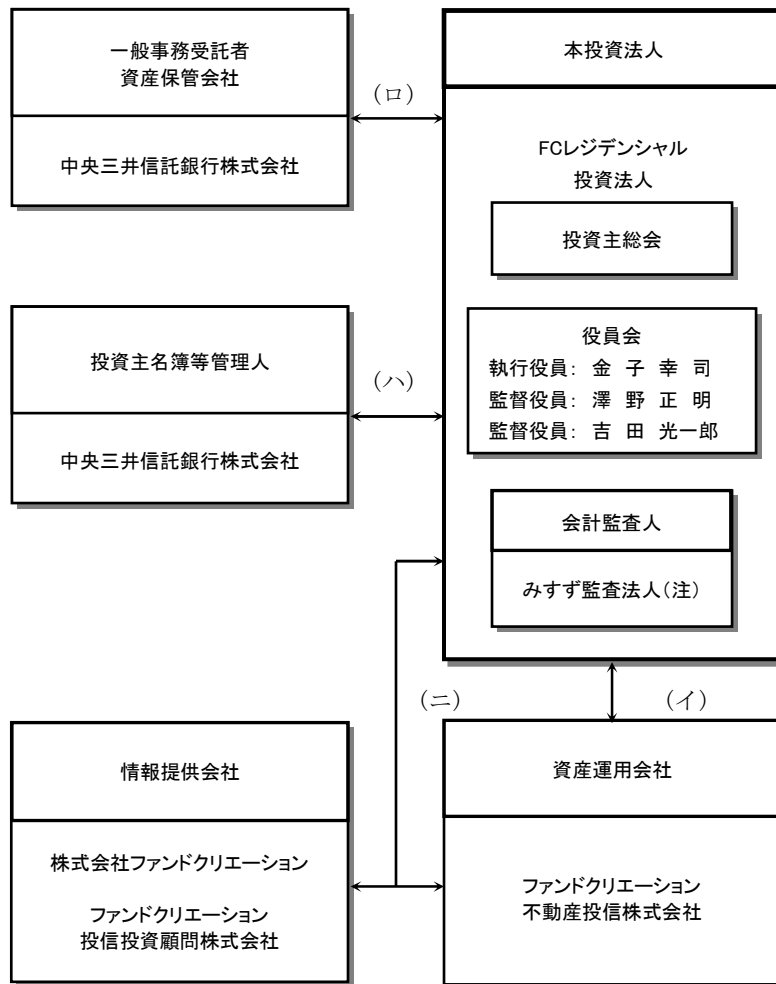 一般事務受託者
資産保管会社
中央三井信託銀行株式会社
(ロ)
本投資法人
FCレジデンシャル
投資法人
投資主総会
役員会
執行役員: 金 子 幸 司
監督役員: 澤 野 正 明
監督役員: 吉 田 光一郎
会計監査人
みすず監査法人(注)
投資主名簿等管理人
中央三井信託銀行株式会社
(ハ)
(ニ)
(イ)
情報提供会社
株式会社ファンドクリエーション
ファンドクリエーション
投信投資顧問株式会社
資産運用会社
ファンドクリエーション
不動産投信株式会社